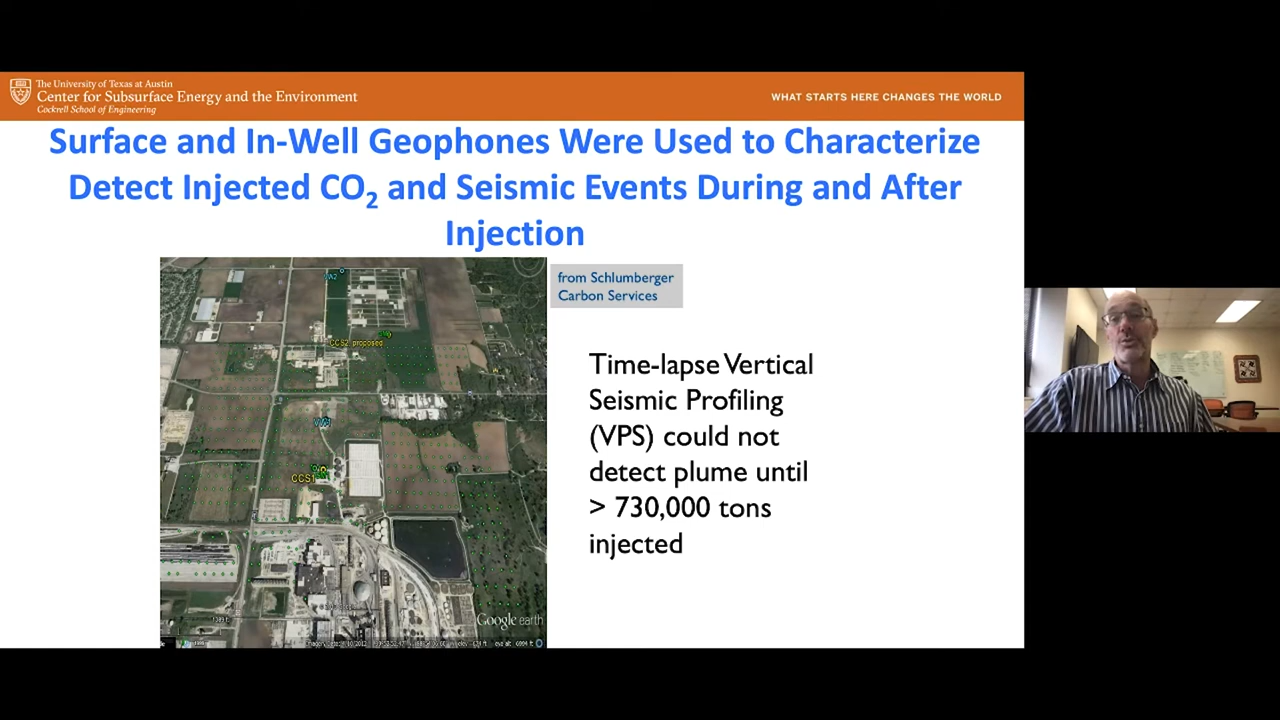 The University of Texas at Austin
Center for Subsurface Energy and the Environment
Cockrell School of Engineering
WHAT STARTS HERE CHANGES THE WORLD
Surface and In-Well Geophones Were Used to Characterize
Detect Injected CO₂ and Seismic Events During and After
Injection
from Schlumberger
Carbon Services
CCS2 proposed
CCS1
Google earth
Time-lapse Vertical
Seismic Profiling
(VPS) could not
detect plume until
> 730,000 tons
injected